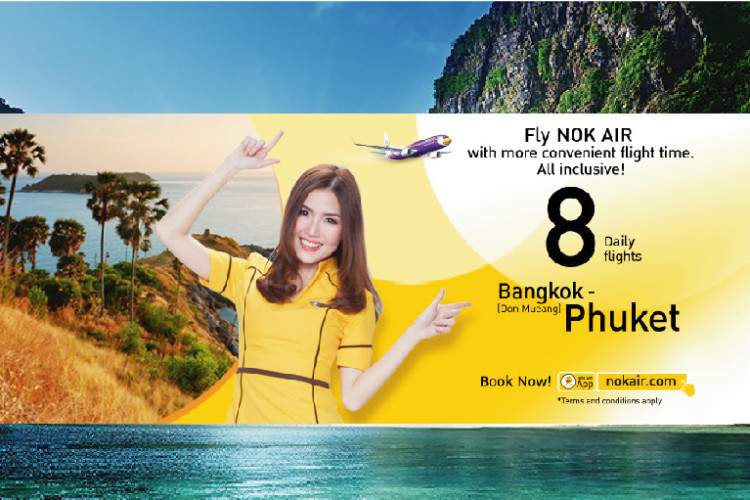 Fly NOK AIR
with more convenient flight time.
All inclusive!
8 Daily
flights
Bangkok -
(Don Mueang) Phuket
Book Now! App nokair.com
*Terms and conditions apply